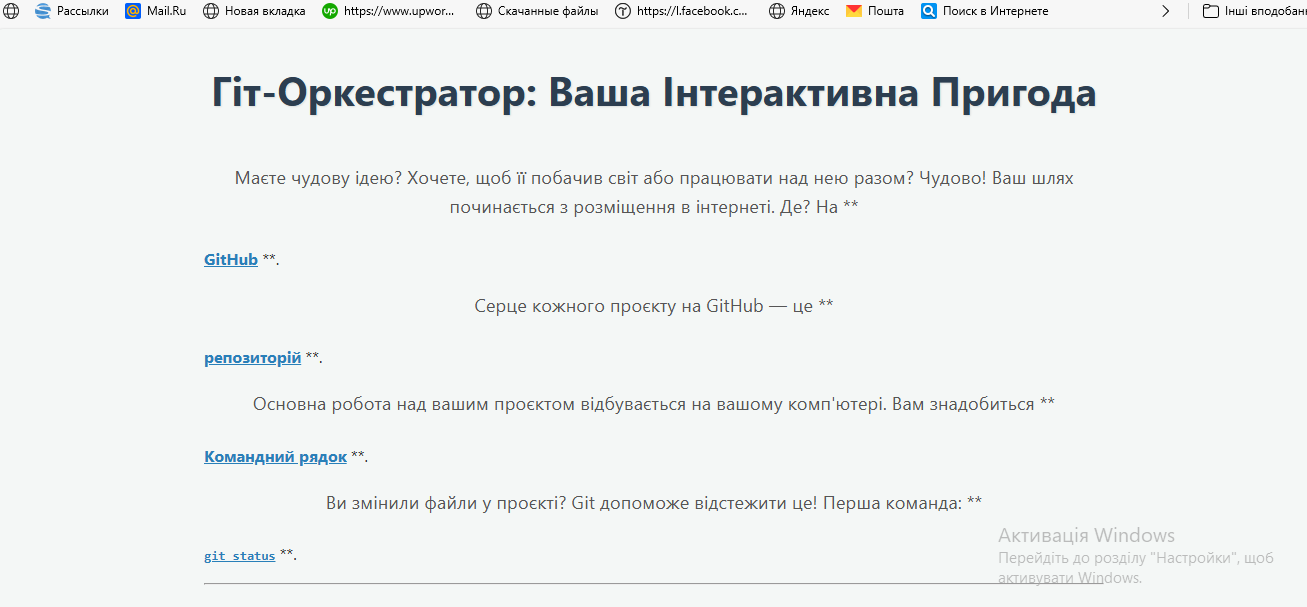 Рассылки Mail.Ru Новая вкладка https://www.upwor... Скачанные файлы https://l.facebook.c... Яндекс Почта Поиск в Интернете Інші вподобан
Гіт-Оркестратор: Ваша Інтерактивна Пригода
Маєте чудову ідею? Хочете, щоб її побачив світ або працювати над нею разом? Чудово! Ваш шлях
починається з розміщення в інтернеті. Де? На **
GitHub **.
Серце кожного проєкту на GitHub — це **
репозиторій **.
Основна робота над вашим проєктом відбувається на вашому комп'ютері. Вам знадобиться **
Командний рядок **.
Ви змінили файли у проєкті? Git допоможе відстежити це! Перша команда: **
git status **.
Активація Windows
Перейдіть до розділу "Настройки", щоб
активувати Windows.